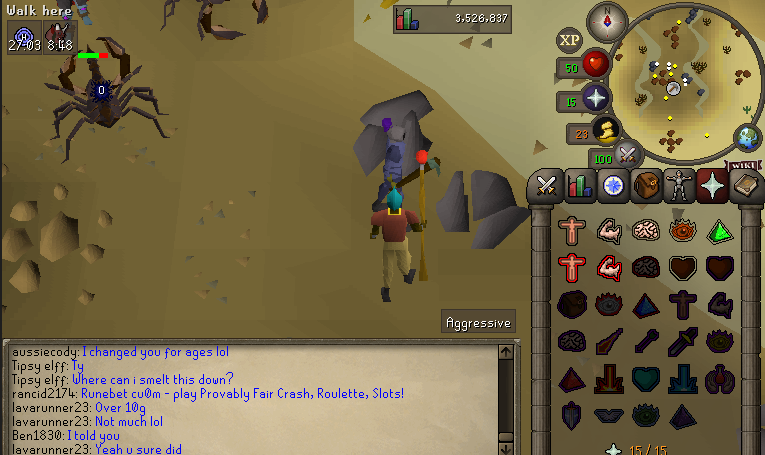 Walk here
27-03 8:48
0
3,526,837
N
XP
50
15
23
100
WIKI
Aggressive
aussiecody: I changed you for ages lol
Tipsy elff: Ty
Tipsy elff: Where can i smelt this down?
rancid2174: Runebet cu0m - play Provably Fair Crash, Roulette, Slots!
lavarunner23: Over 10g
lavarunner23: Not much lol
Ben1830: I told you
lavarunner23: Yeah u sure did
15/15